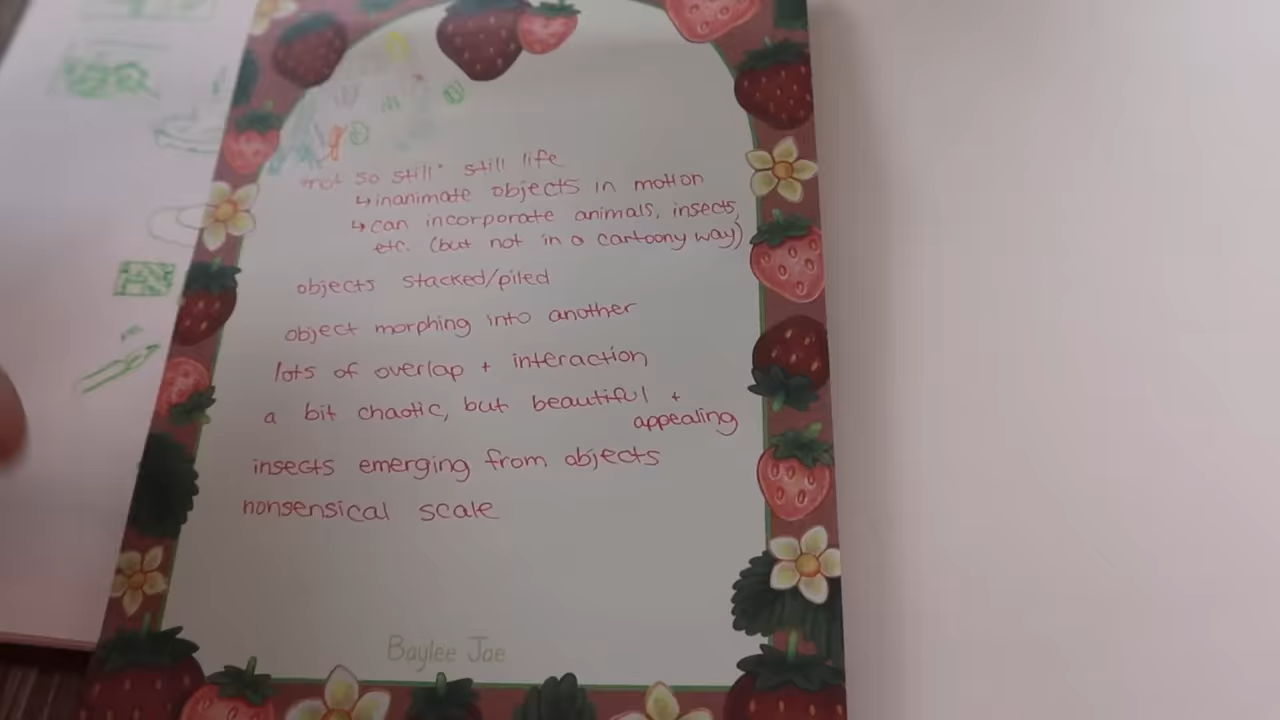 not so still still life
↳ inanimate objects in motion
↳ can incorporate animals, insects,
etc. (but not in a cartoony way)
objects stacked/piled
object morphing into another
lots of overlap + interaction
a bit chaotic, but beautiful +
appealing
insects emerging from objects
nonsensical scale
Baylee Jae